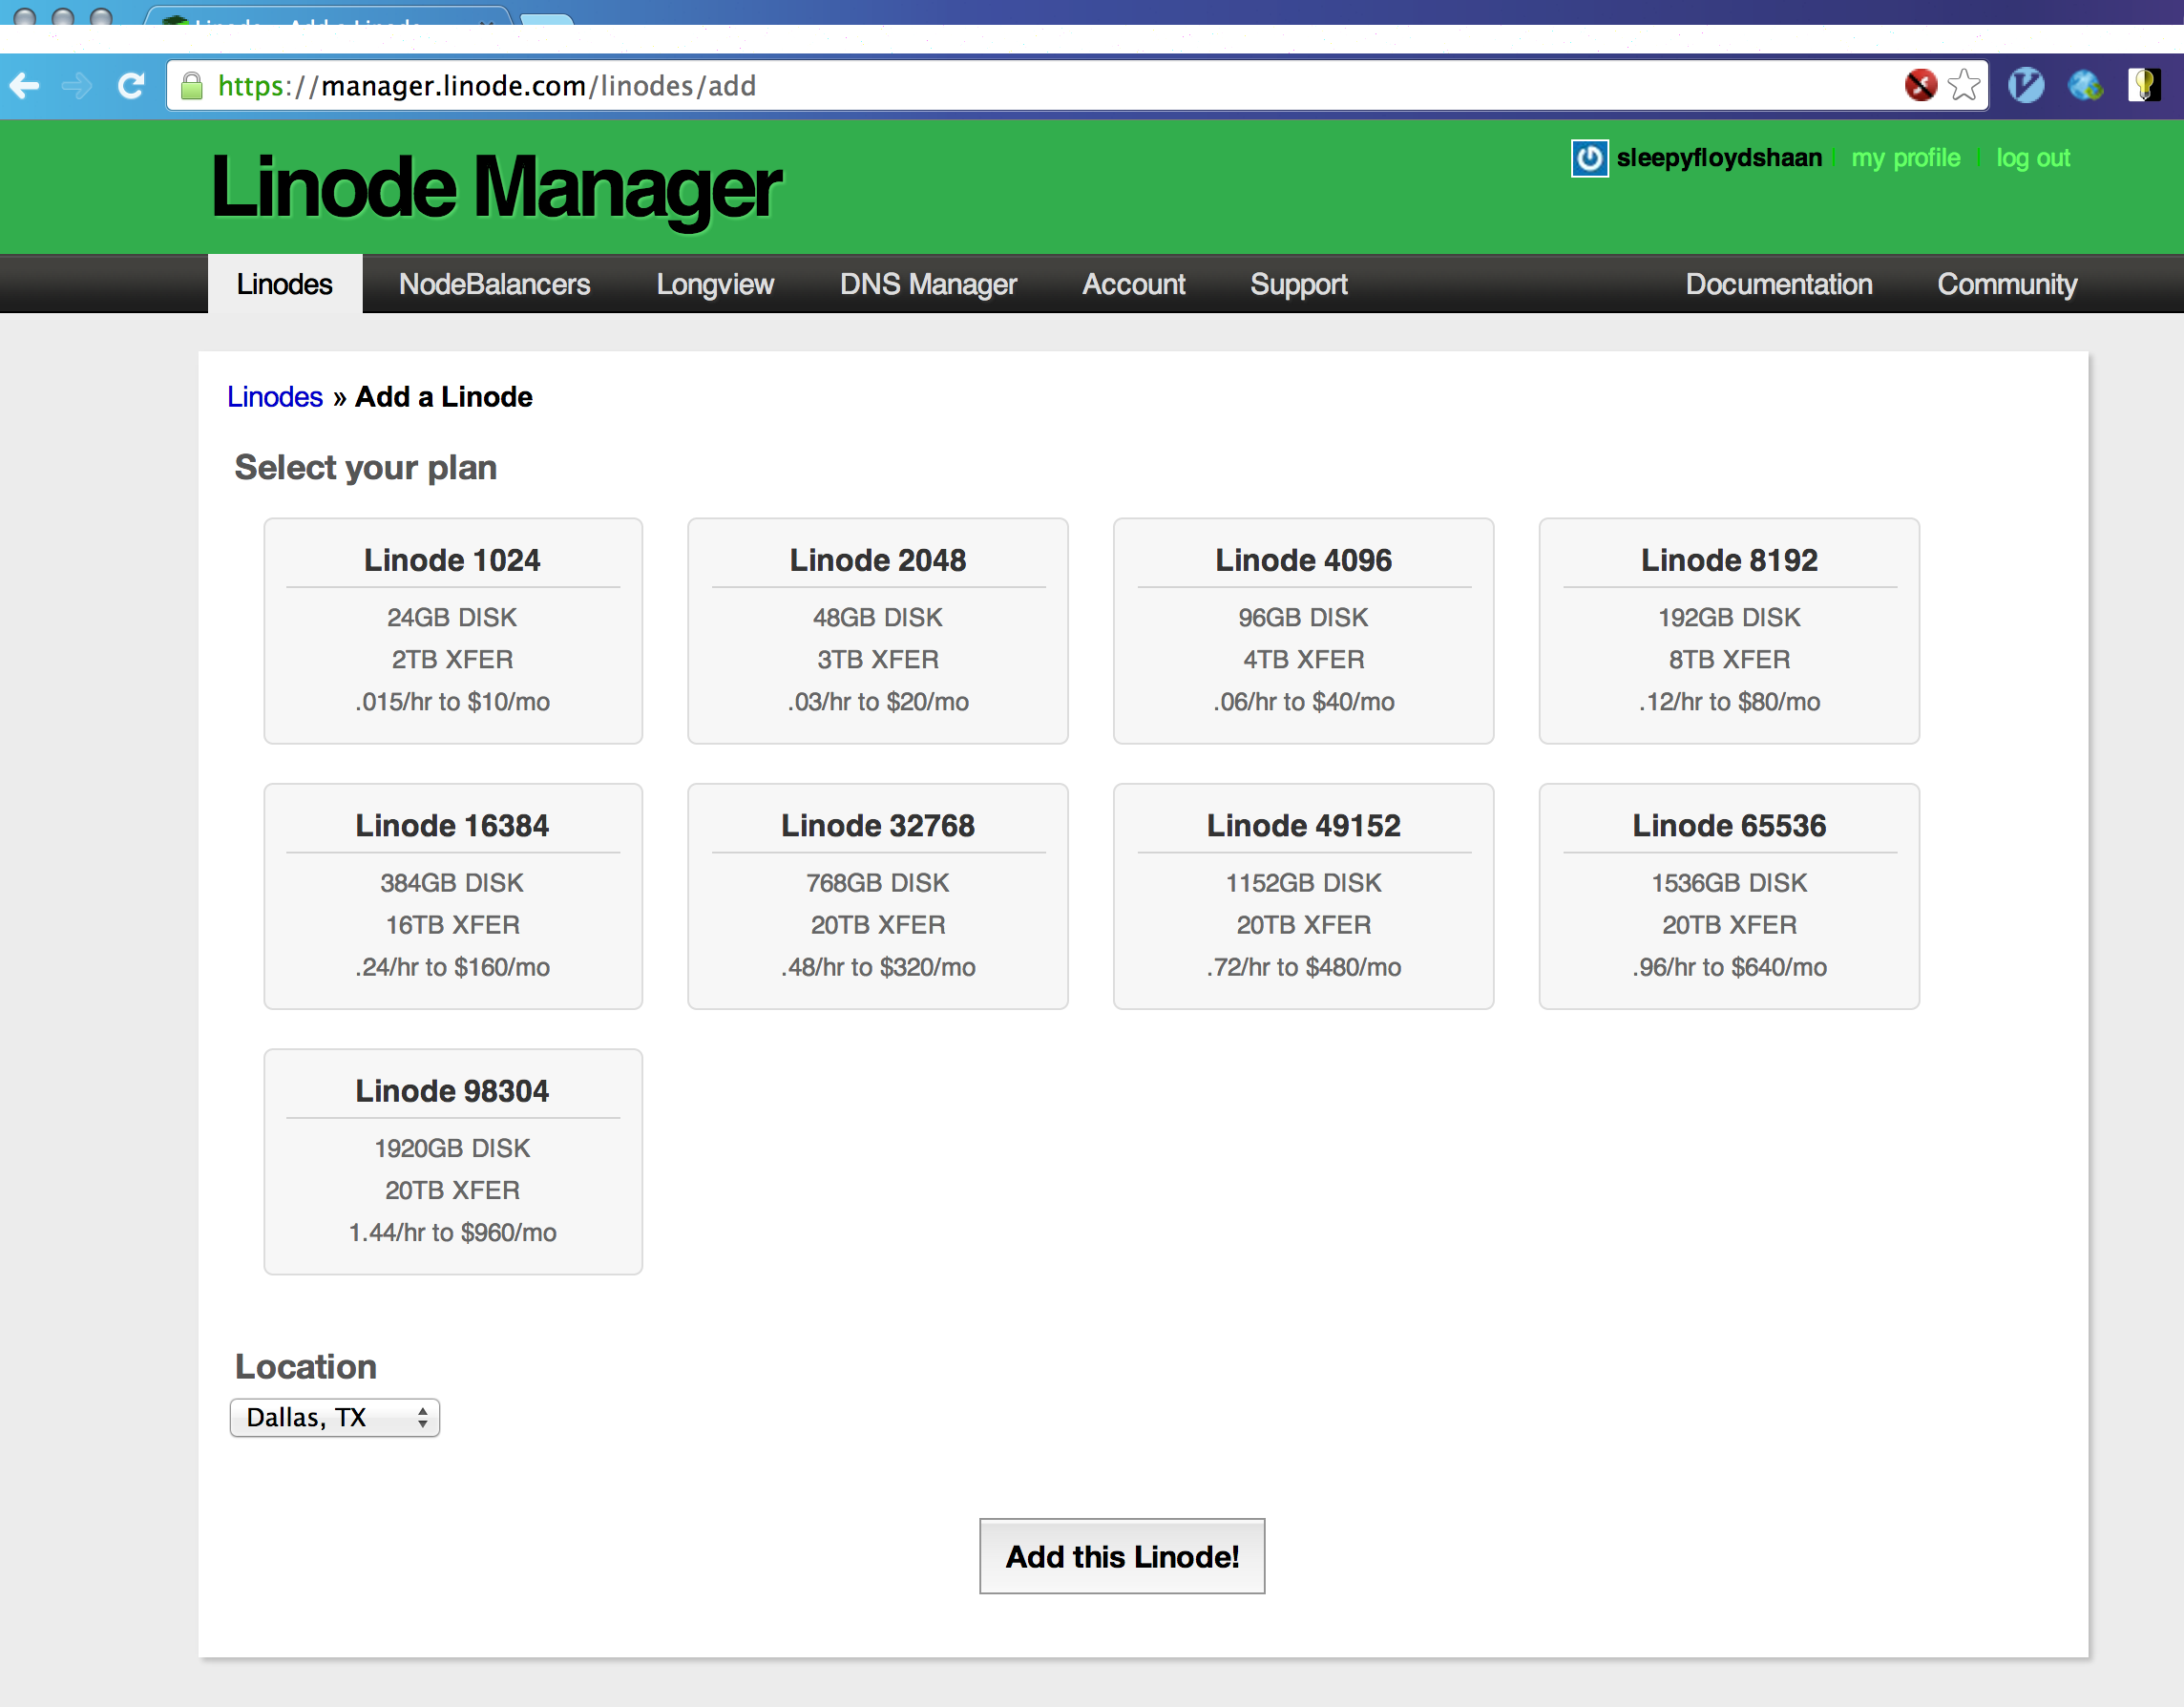 https://manager.linode.com/linodes/add
Linode Manager
sleepyfloydshaan my profile log out
Linodes NodeBalancers Longview DNS Manager Account Support Documentation Community
Linodes » Add a Linode
Select your plan
Linode 1024
24GB DISK
2TB XFER
.015/hr to $10/mo
Linode 2048
48GB DISK
3TB XFER
.03/hr to $20/mo
Linode 4096
96GB DISK
4TB XFER
.06/hr to $40/mo
Linode 8192
192GB DISK
8TB XFER
.12/hr to $80/mo
Linode 16384
384GB DISK
16TB XFER
.24/hr to $160/mo
Linode 32768
768GB DISK
20TB XFER
.48/hr to $320/mo
Linode 49152
1152GB DISK
20TB XFER
.72/hr to $480/mo
Linode 65536
1536GB DISK
20TB XFER
.96/hr to $640/mo
Linode 98304
1920GB DISK
20TB XFER
1.44/hr to $960/mo
Location
Dallas, TX
Add this Linode!